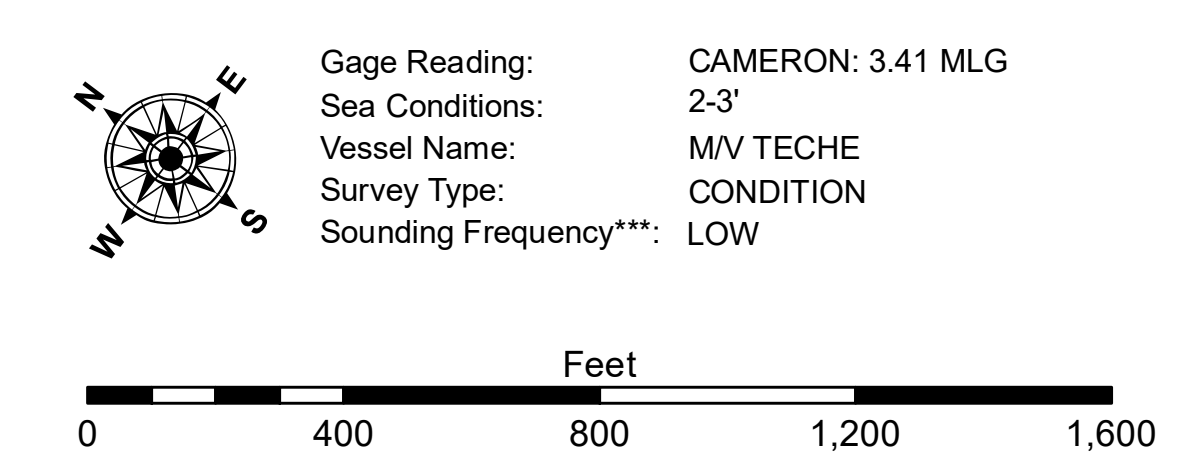 N
E
W
S
Gage Reading: CAMERON: 3.41 MLG
Sea Conditions: 2-3'
Vessel Name: M/V TECHE
Survey Type: CONDITION
Sounding Frequency***: LOW
Feet
0 400 800 1,200 1,600